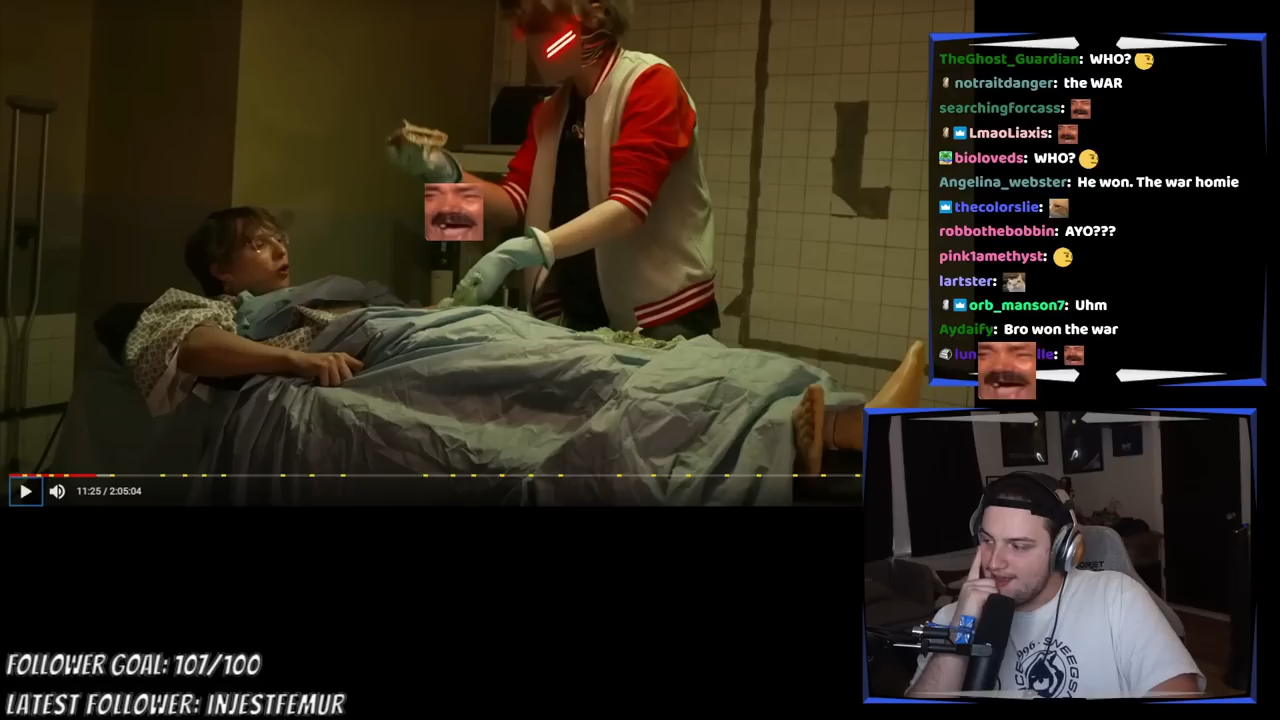 TheGhost_Guardian: WHO?
notraitdanger: the WAR
searchingforcass:
LmaoLiaxis:
bioloveds: WHO?
Angelina_webster: He won. The war homie
thecolorslie:
robbothebobbin: AYO???
pink1amethyst:
lartster:
orb_manson7: Uhm
Aydaify: Bro won the war
11:25 / 2:05:04
FOLLOWER GOAL: 107/100
LATEST FOLLOWER: INJESTFEMUR